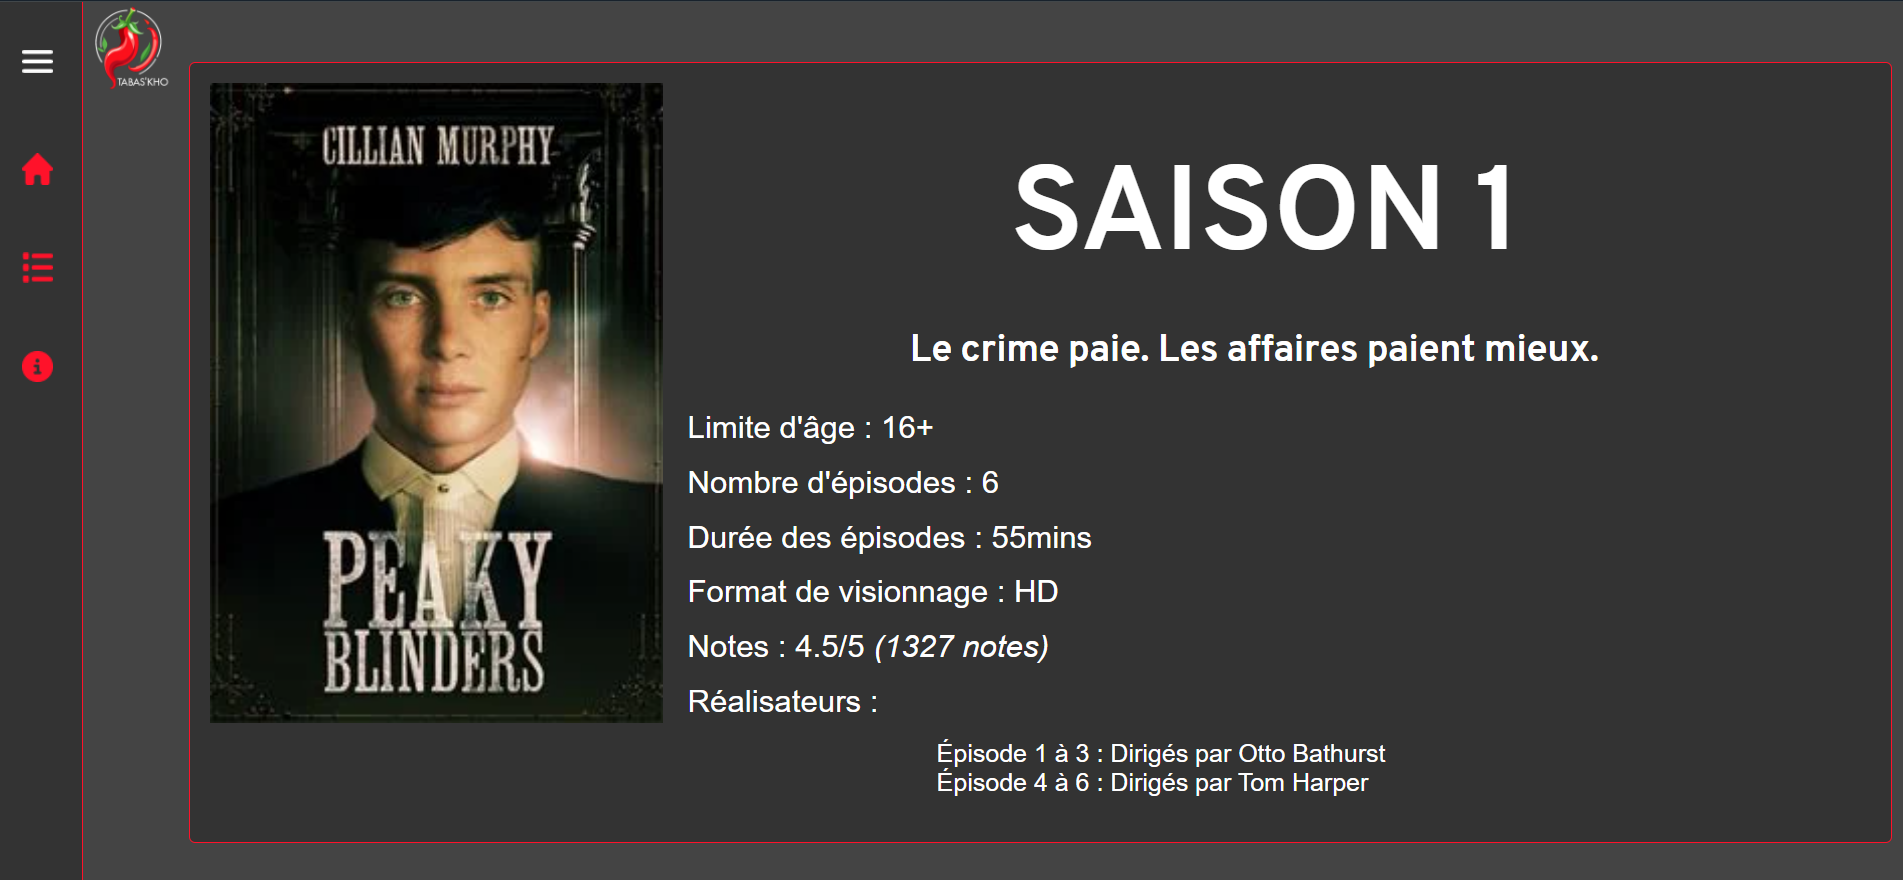 TABAS'KHO
CILLIAN MURPHY
PEAKY
BLINDERS
SAISON 1
Le crime paie. Les affaires paient mieux.
Limite d'âge : 16+
Nombre d'épisodes : 6
Durée des épisodes : 55mins
Format de visionnage : HD
Notes : 4.5/5 (1327 notes)
Réalisateurs :
Épisode 1 à 3 : Dirigés par Otto Bathurst
Épisode 4 à 6 : Dirigés par Tom Harper